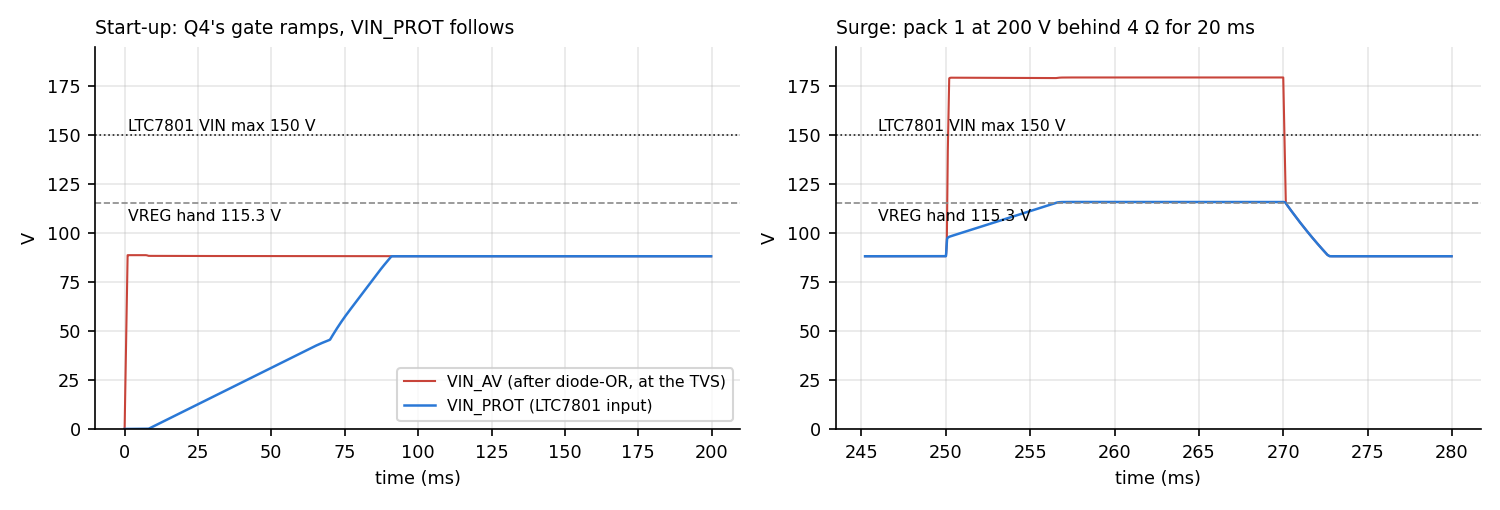 Start-up: Q4's gate ramps, VIN_PROT follows
175
150
125
100
75
50
25
0
V
LTC7801 VIN max 150 V
VREG hand 115.3 V
VIN_AV (after diode-OR, at the TVS)
VIN_PROT (LTC7801 input)
0 25 50 75 100 125 150 175 200
time (ms)
Surge: pack 1 at 200 V behind 4 Ω for 20 ms
175
150
125
100
75
50
25
0
V
LTC7801 VIN max 150 V
VREG hand 115.3 V
245 250 255 260 265 270 275 280
time (ms)